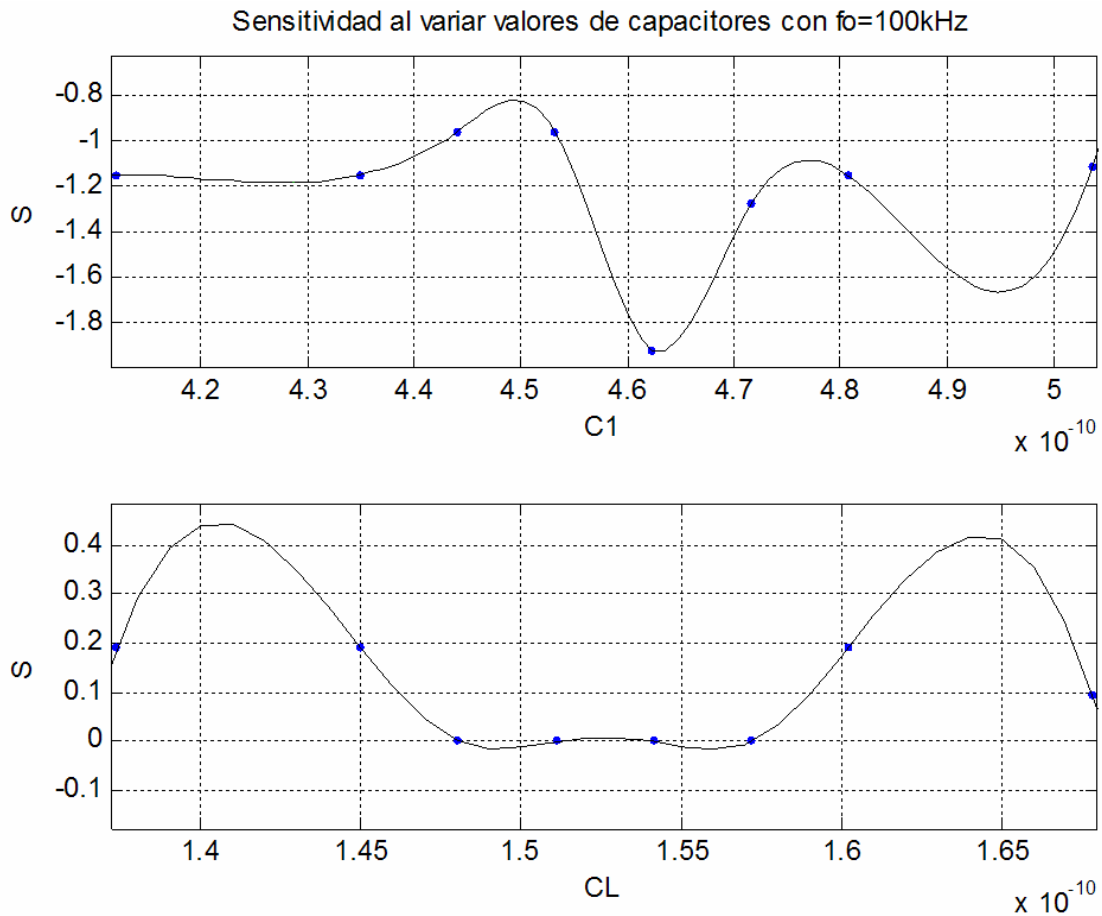 Sensitividad al variar valores de capacitores con fo=100kHz
-0.8
-1
-1.2
-1.4
-1.6
-1.8
S
4.2 4.3 4.4 4.5 4.6 4.7 4.8 4.9 5
C1
x 10-10
0.4
0.3
0.2
0.1
0
-0.1
S
1.4 1.45 1.5 1.55 1.6 1.65
CL
x 10-10